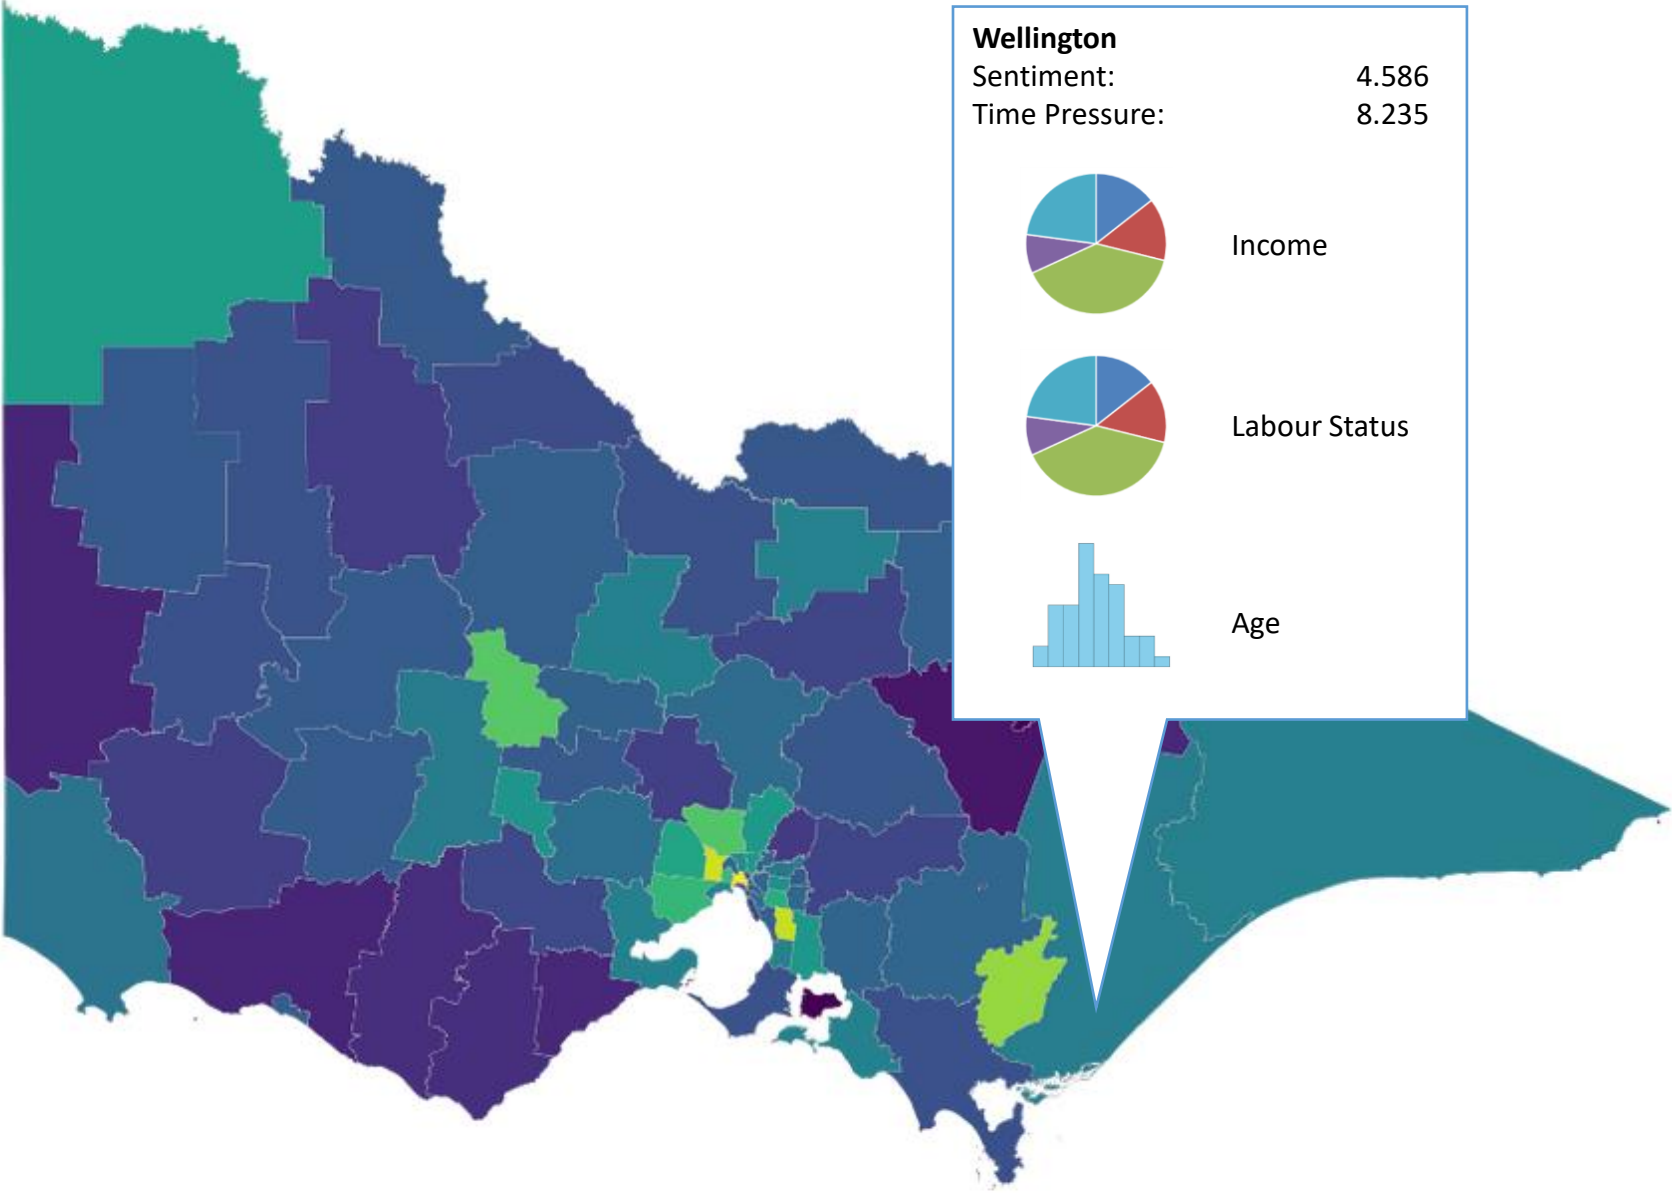 Wellington
Sentiment: 4.586
Time Pressure: 8.235
Income
Labour Status
Age